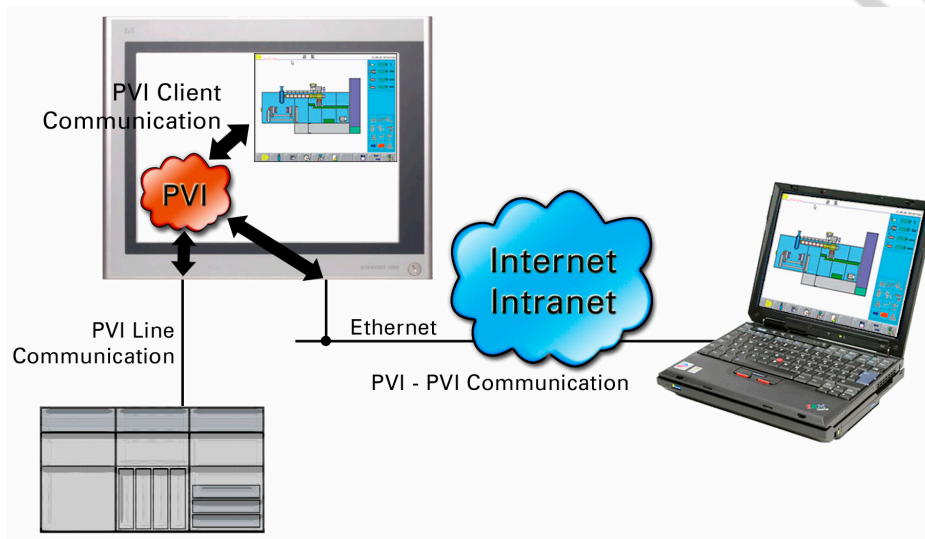 PVI Client
Communication
PVI
Internet
Intranet
Ethernet
PVI Line
Communication
PVI - PVI Communication